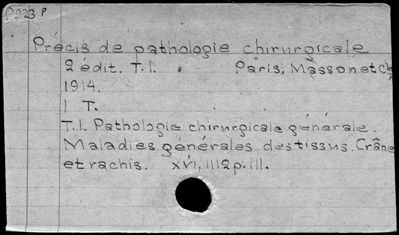 P223 P
Précis de pathologie chirurgicale
2 édit. T.I. Paris, Masson et Cie
1914.
1 T.
T.I. Pathologie chirurgicale générale.
Maladies générales des tissus. Crâne
et rachis. XVI, 1112 p. ill.